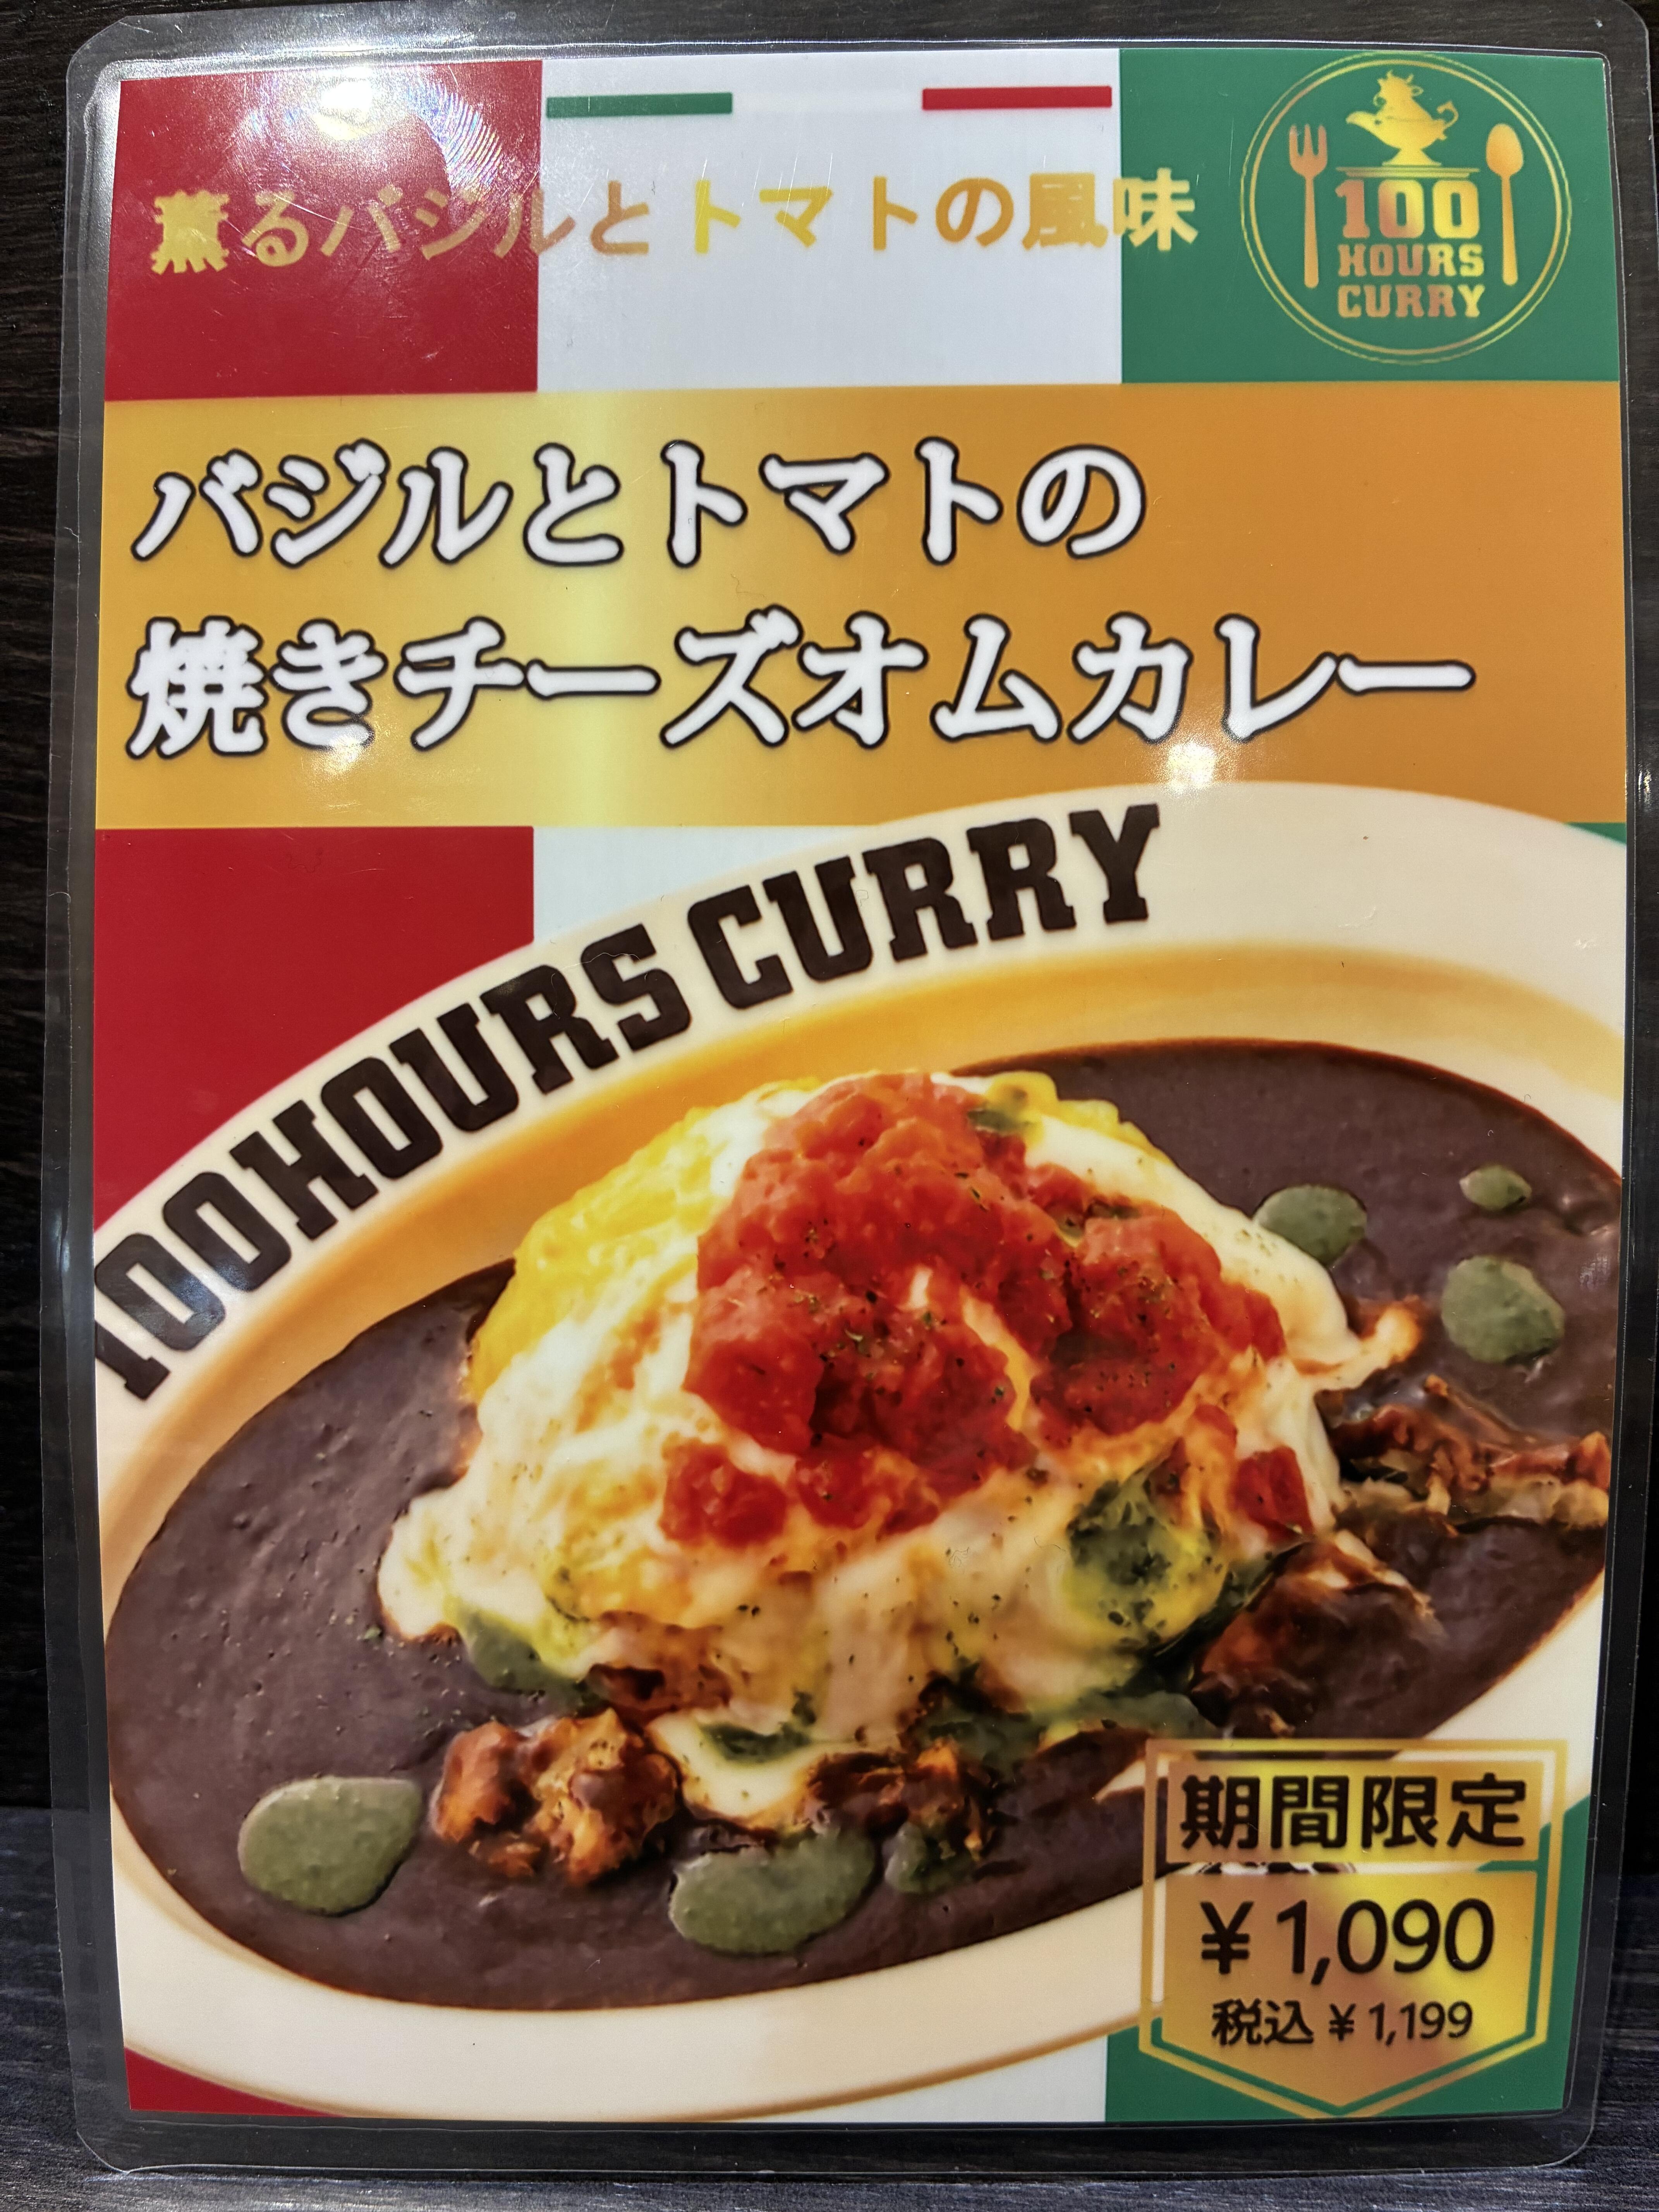 薫るバジルとトマトの風味
100
HOURS
CURRY
バジルとトマトの
焼きチーズオムカレー
100HOURS CURRY
期間限定
¥1,090
税込¥1,199